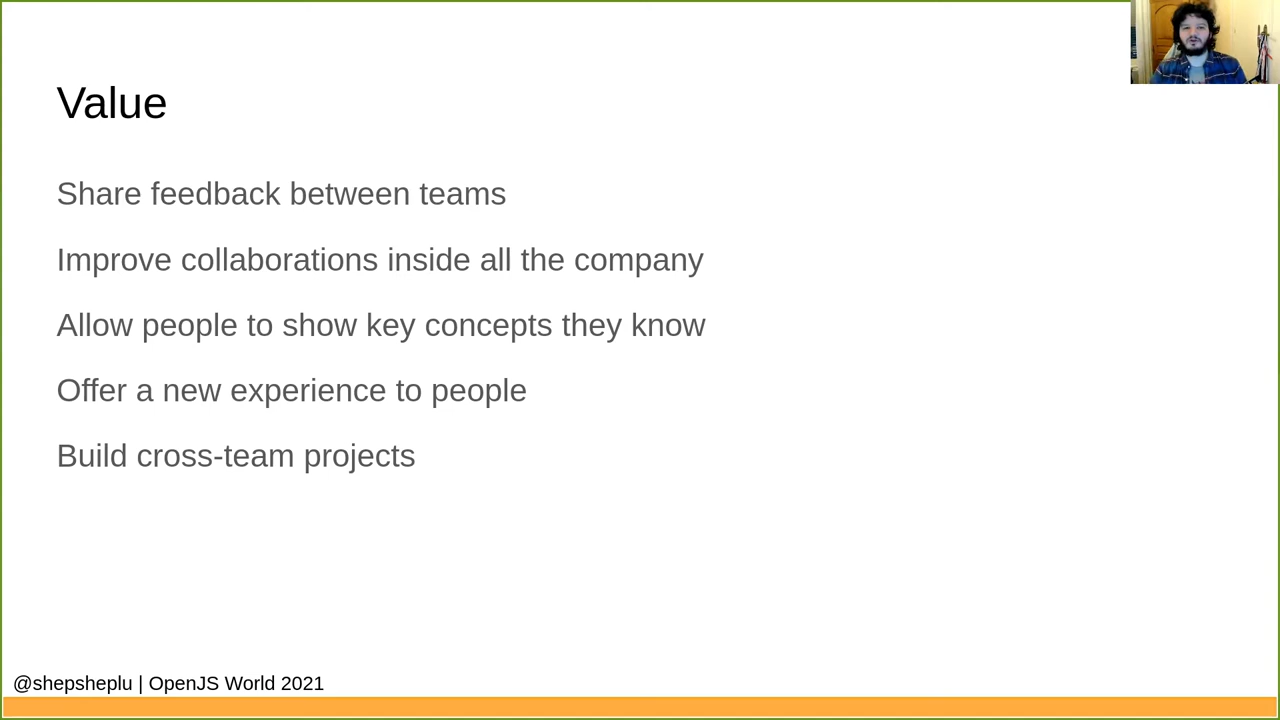 Value
Share feedback between teams
Improve collaborations inside all the company
Allow people to show key concepts they know
Offer a new experience to people
Build cross-team projects
@shepsheplu | OpenJS World 2021